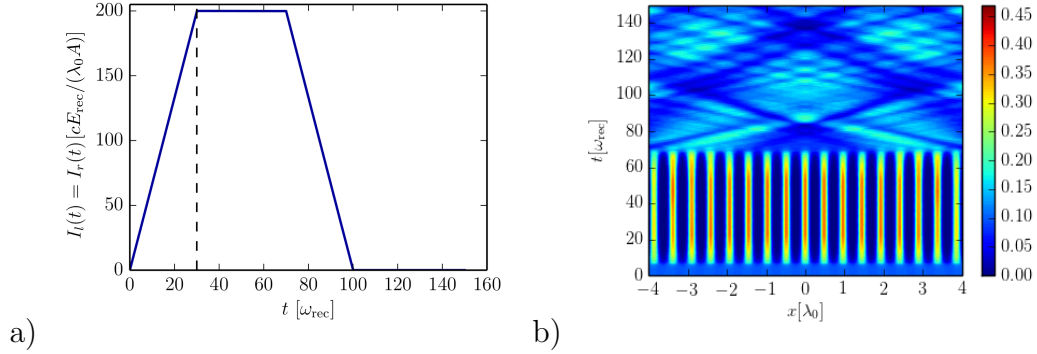 200
150
100
50
0
0 20 40 60 80 100 120 140 160
t [ω_rec]
I_l(t) = I_r(t)[cE_rec/(λ_0A)]
a)
140
120
100
80
60
40
20
0
−4 −3 −2 −1 0 1 2 3 4
x[λ_0]
t[ω_rec]
0.45
0.40
0.35
0.30
0.25
0.20
0.15
0.10
0.05
0.00
b)